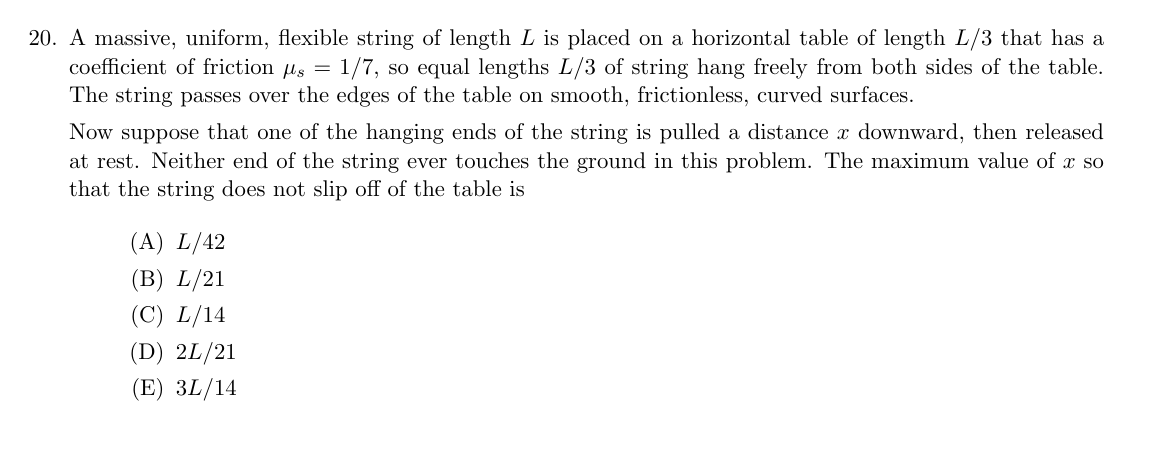 20. A massive, uniform, flexible string of length L is placed on a horizontal table of length L/3 that has a
coefficient of friction μs = 1/7, so equal lengths L/3 of string hang freely from both sides of the table.
The string passes over the edges of the table on smooth, frictionless, curved surfaces.
Now suppose that one of the hanging ends of the string is pulled a distance x downward, then released
at rest. Neither end of the string ever touches the ground in this problem. The maximum value of x so
that the string does not slip off of the table is
(A) L/42
(B) L/21
(C) L/14
(D) 2L/21
(E) 3L/14